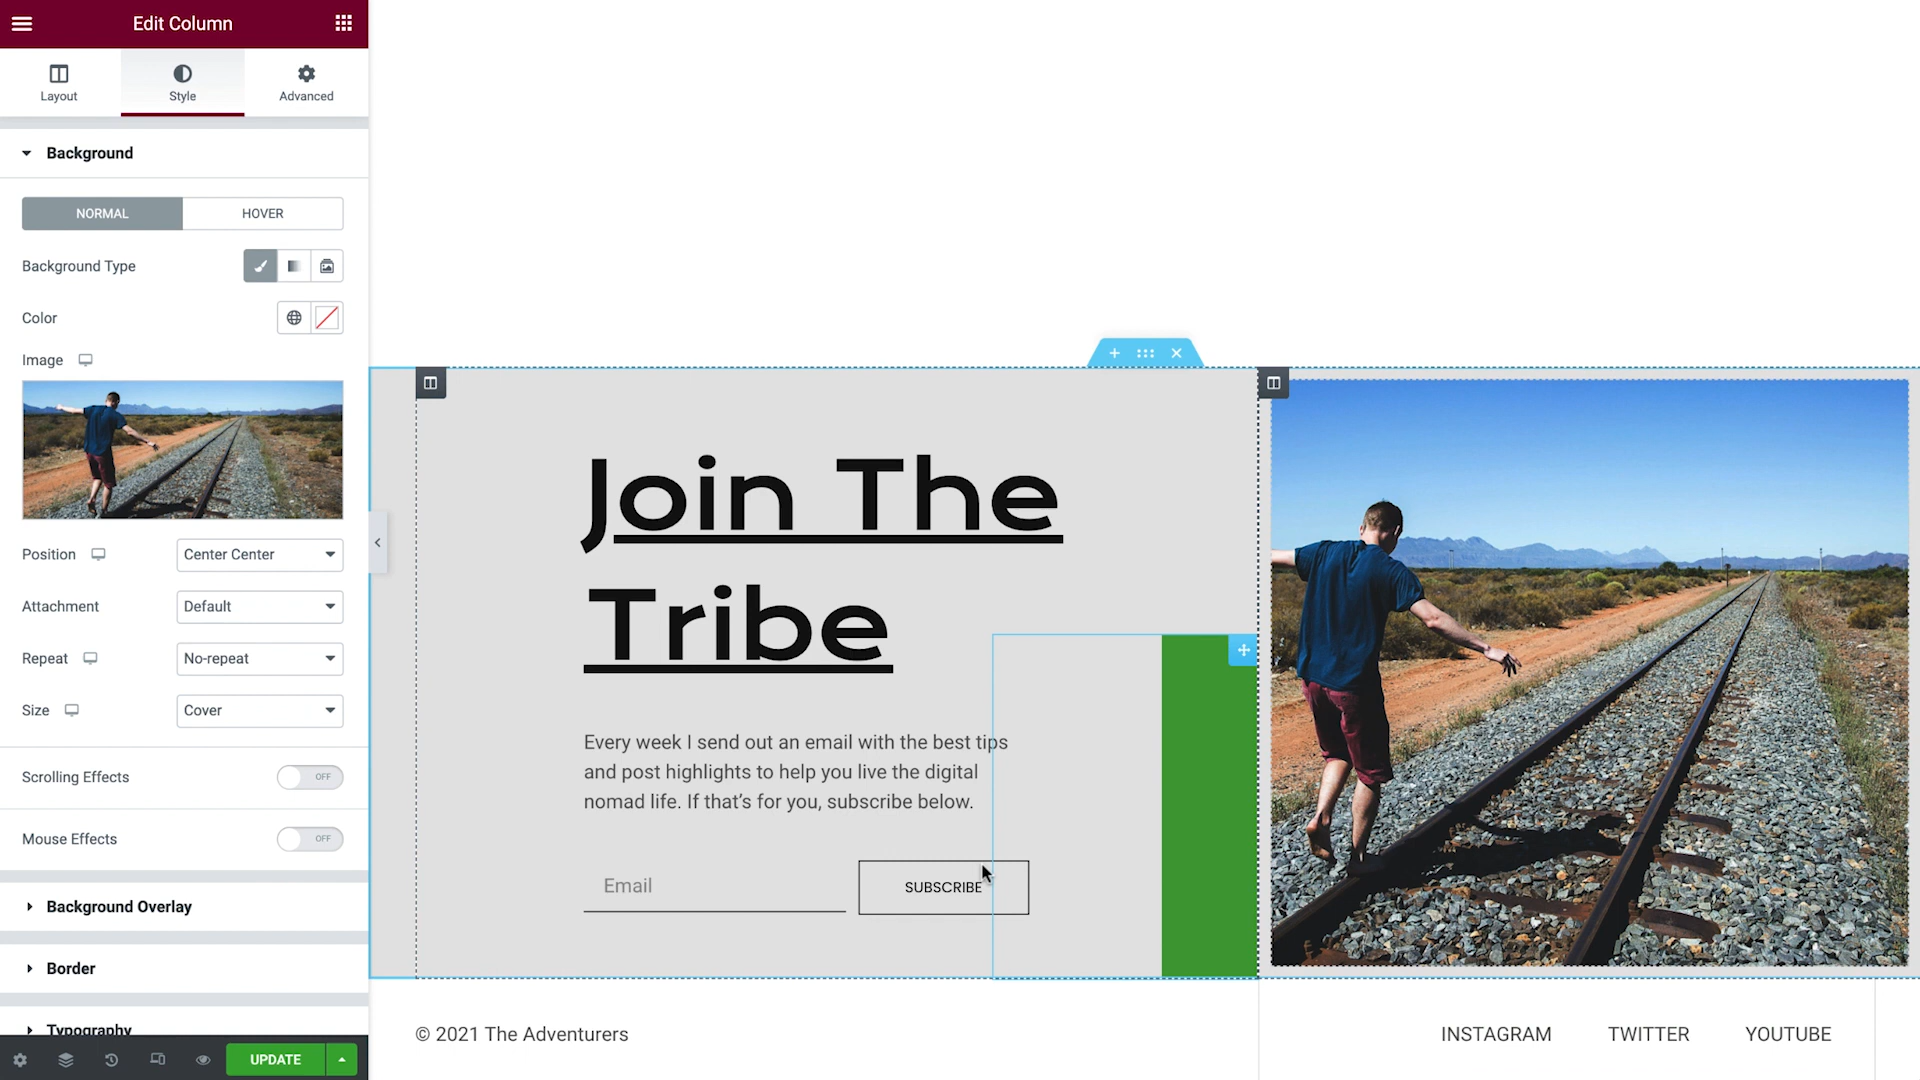 Edit Column
Layout
Style
Advanced
Background
NORMAL
HOVER
Background Type
Color
Image
Position
Center Center
Attachment
Default
Repeat
No-repeat
Size
Cover
Scrolling Effects
OFF
Mouse Effects
OFF
Background Overlay
Border
Typography
UPDATE
Join The
Tribe
Every week I send out an email with the best tips
and post highlights to help you live the digital
nomad life. If that’s for you, subscribe below.
Email
SUBSCRIBE
© 2021 The Adventurers
INSTAGRAM
TWITTER
YOUTUBE